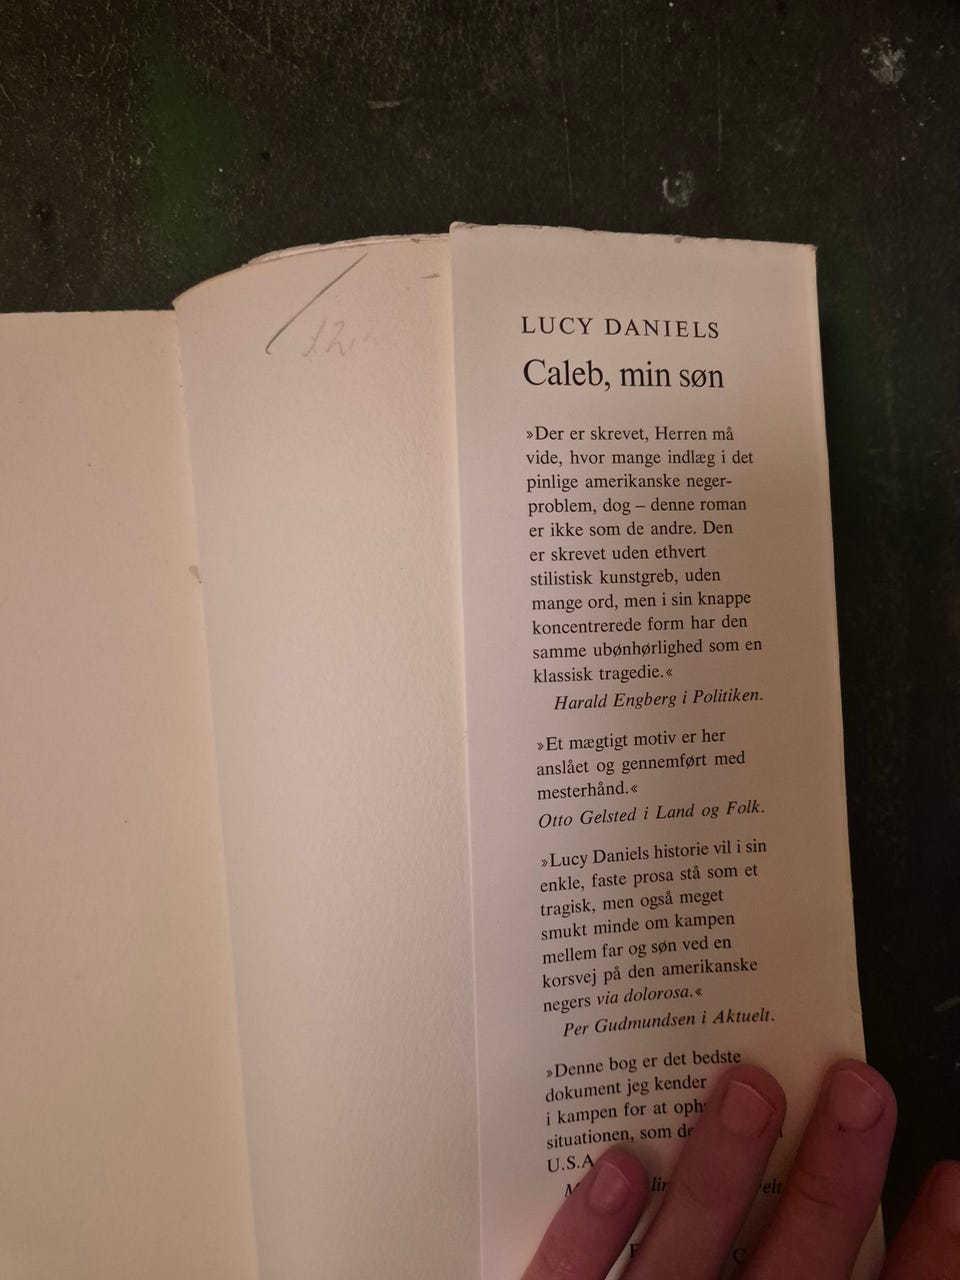 12,-
LUCY DANIELS
Caleb, min søn
»Der er skrevet, Herren må
vide, hvor mange indlæg i det
pinlige amerikanske neger-
problem, dog – denne roman
er ikke som de andre. Den
er skrevet uden ethvert
stilistisk kunstgreb, uden
mange ord, men i sin knappe
koncentrerede form har den
samme ubønhørlighed som en
klassisk tragedie.«
Harald Engberg i Politiken.
»Et mægtigt motiv er her
anslået og gennemført med
mesterhånd.«
Otto Gelsted i Land og Folk.
»Lucy Daniels historie vil i sin
enkle, faste prosa stå som et
tragisk, men også meget
smukt minde om kampen
mellem far og søn ved en
korsvej på den amerikanske
negers via dolorosa.«
Per Gudmundsen i Aktuelt.
»Denne bog er det bedste
dokument jeg kender
i kampen for at
situationen, som
U.S.A.